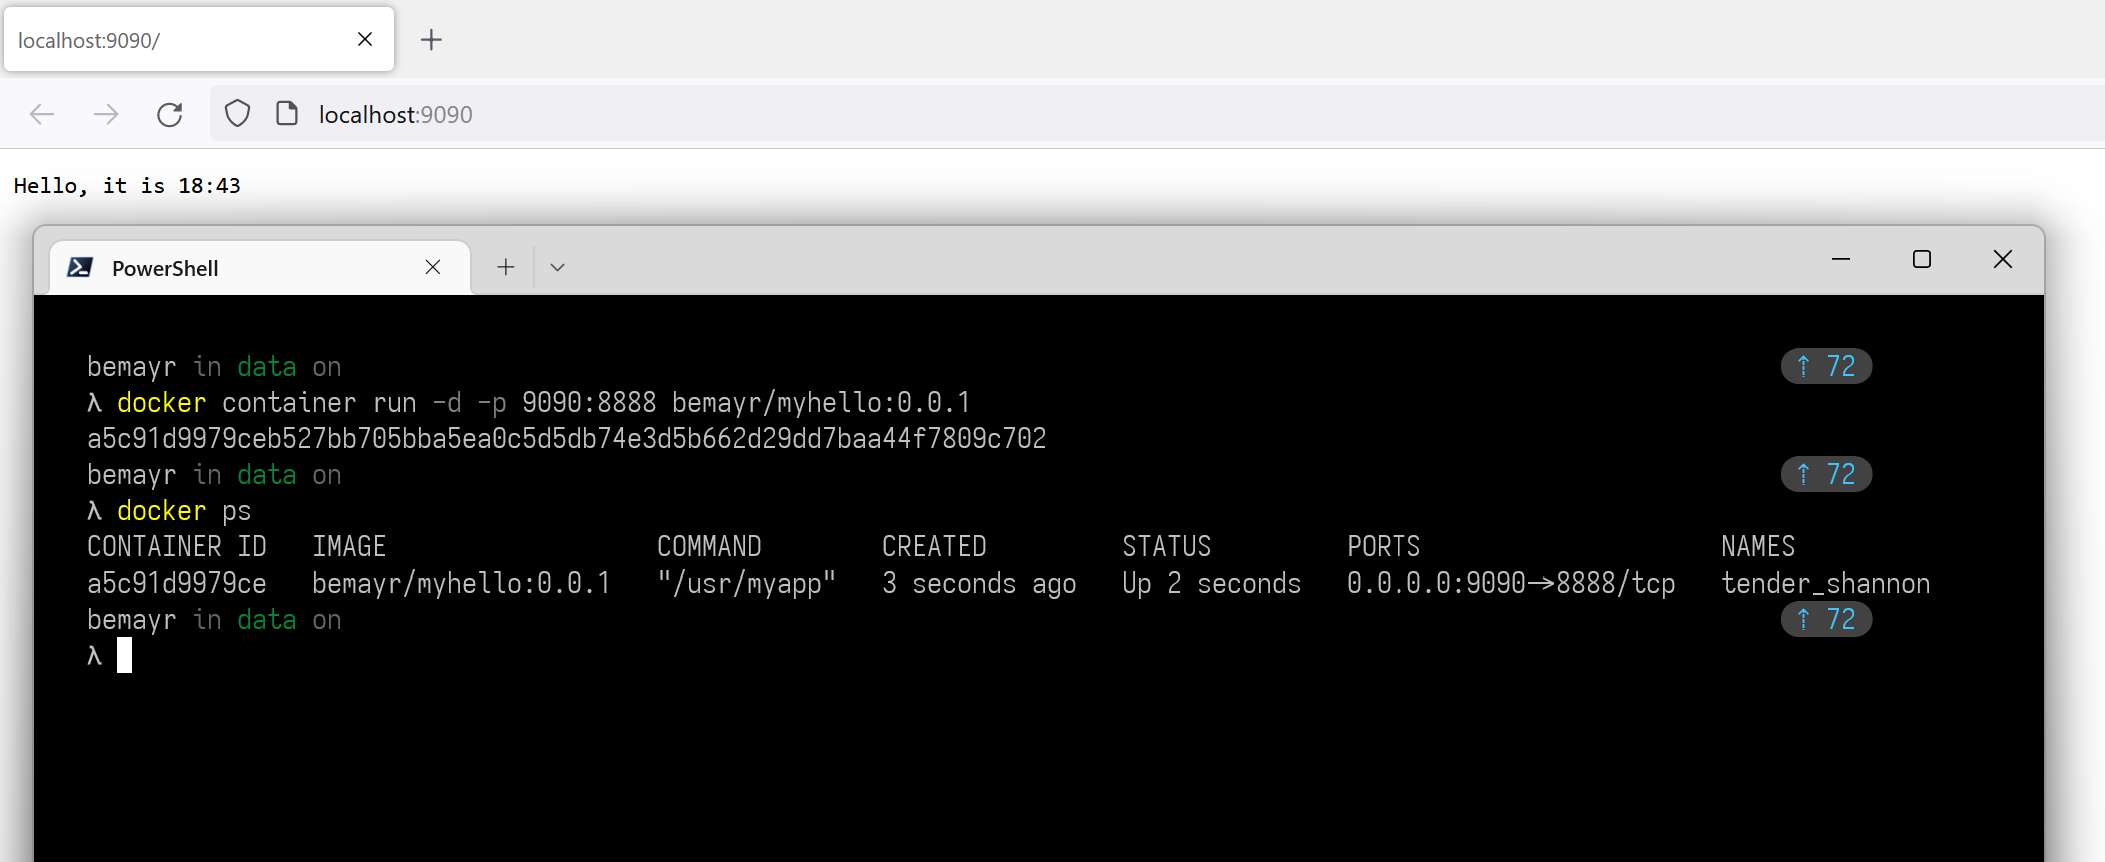 localhost:9090/
localhost:9090
Hello, it is 18:43
PowerShell
bemayr in data on ⇡ 72
λ docker container run -d -p 9090:8888 bemayr/myhello:0.0.1
a5c91d9979ceb527bb705bba5ea0c5d5db74e3d5b662d29dd7baa44f7809c702
bemayr in data on ⇡ 72
λ docker ps
CONTAINER ID IMAGE COMMAND CREATED STATUS PORTS NAMES
a5c91d9979ce bemayr/myhello:0.0.1 "/usr/myapp" 3 seconds ago Up 2 seconds 0.0.0.0:9090->8888/tcp tender_shannon
bemayr in data on ⇡ 72
λ